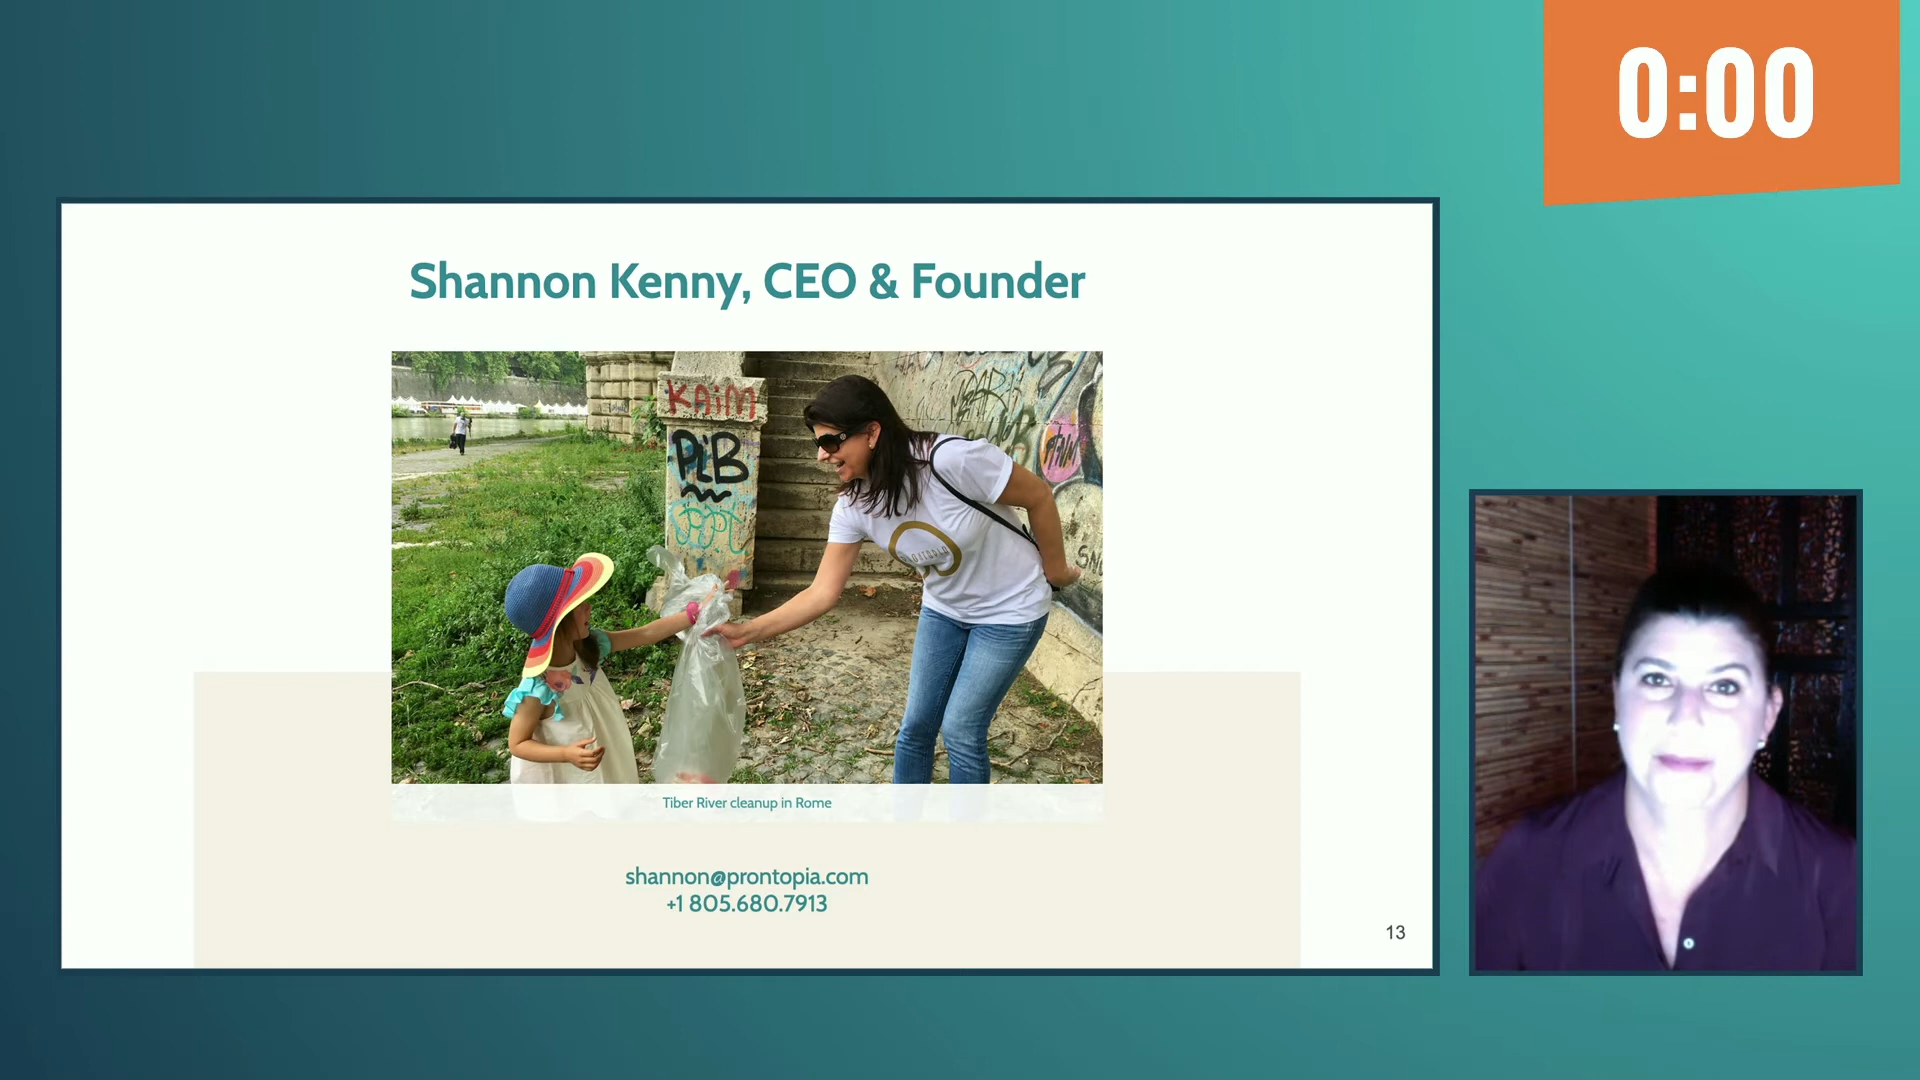 0:00
Shannon Kenny, CEO & Founder
KAiM
PiB
Tiber River cleanup in Rome
shannon@prontopia.com
+1 805.680.7913
13